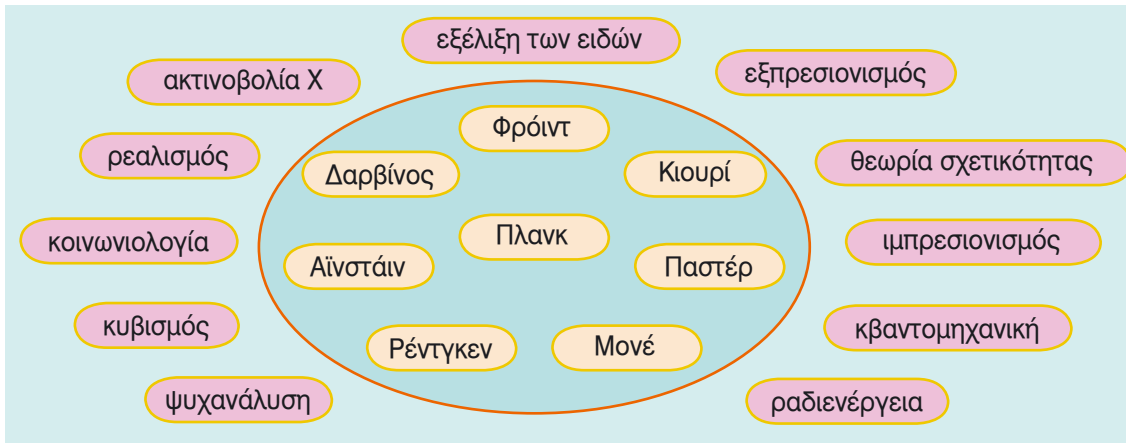 εξέλιξη των ειδών
ακτινοβολία Χ
εξπρεσιονισμός
Φρόιντ
ρεαλισμός
Δαρβίνος
Κιουρί
θεωρία σχετικότητας
κοινωνιολογία
Πλανκ
ιμπρεσιονισμός
Αϊνστάιν
Παστέρ
κυβισμός
Ρέντγκεν
Μονέ
κβαντομηχανική
ψυχανάλυση
ραδιενέργεια